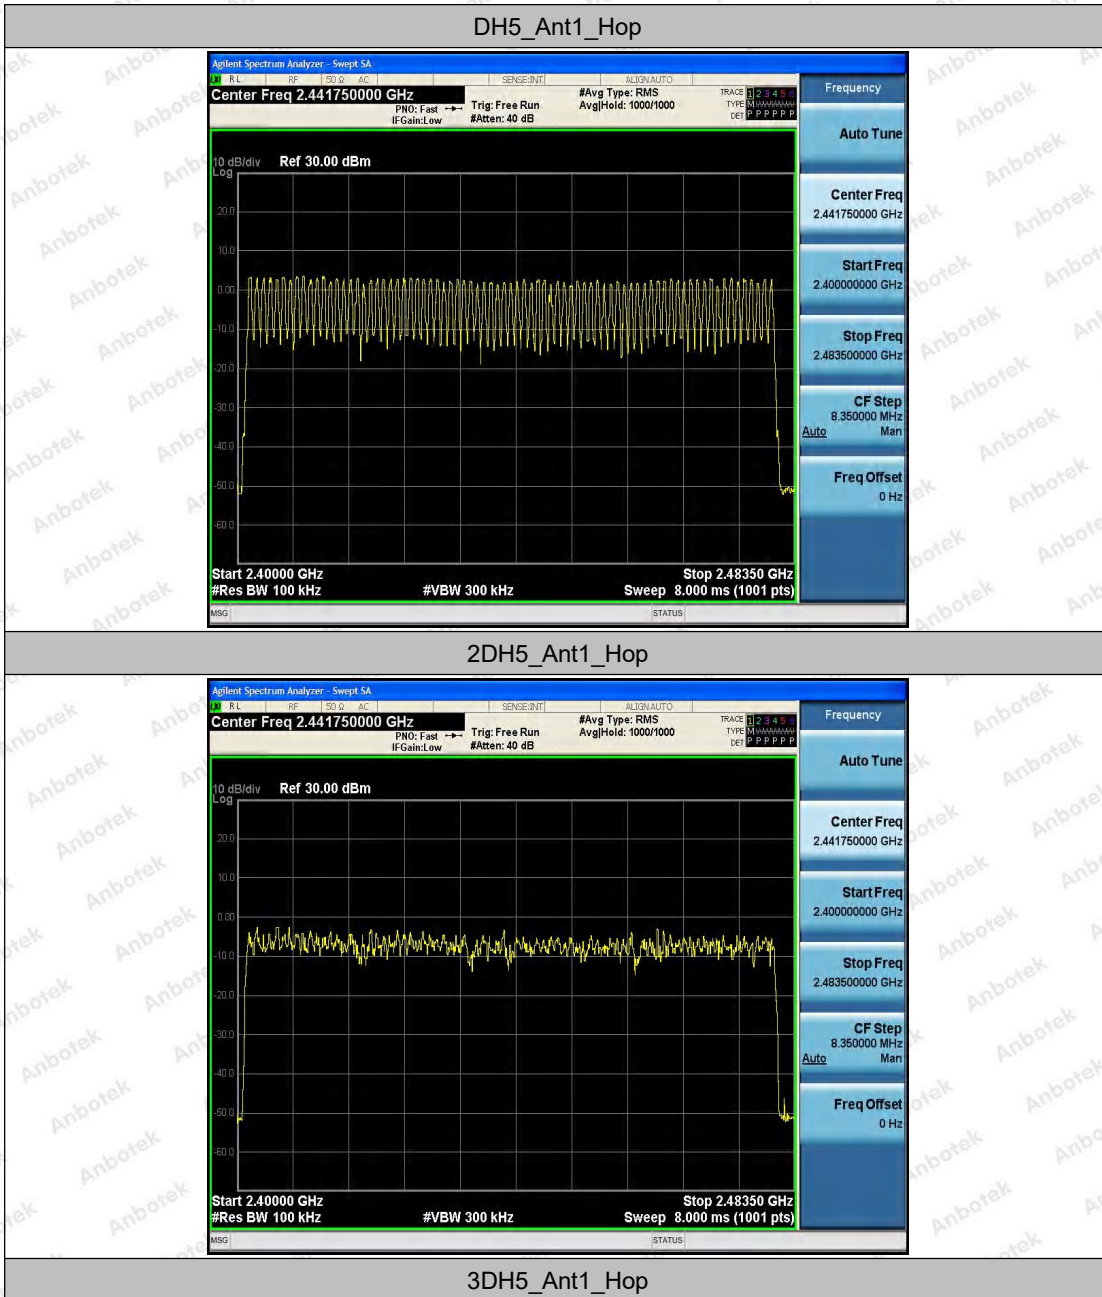 DH5_Ant1_Hop
Agilent Spectrum Analyzer - Swept SA
RL RF 50 Ω AC SENSE:INT ALIGN AUTO
Center Freq 2.441750000 GHz
PNO: Fast
IFGain:Low
Trig: Free Run
#Atten: 40 dB
#Avg Type: RMS
Avg|Hold: 1000/1000
TRACE 1 2 3 4 5 6
TYPE M
DET P P P P P P
Frequency
Auto Tune
10 dB/div Ref 30.00 dBm
Log
20.0
10.0
0.00
-10.0
-20.0
-30.0
-40.0
-50.0
-60.0
Center Freq
2.441750000 GHz
Start Freq
2.400000000 GHz
Stop Freq
2.483500000 GHz
CF Step
8.350000 MHz
Auto Man
Freq Offset
0 Hz
Start 2.40000 GHz Stop 2.48350 GHz
#Res BW 100 kHz #VBW 300 kHz Sweep 8.000 ms (1001 pts)
MSG STATUS
2DH5_Ant1_Hop
Agilent Spectrum Analyzer - Swept SA
RL RF 50 Ω AC SENSE:INT ALIGN AUTO
Center Freq 2.441750000 GHz
PNO: Fast
IFGain:Low
Trig: Free Run
#Atten: 40 dB
#Avg Type: RMS
Avg|Hold: 1000/1000
TRACE 1 2 3 4 5 6
TYPE M
DET P P P P P P
Frequency
Auto Tune
10 dB/div Ref 30.00 dBm
Log
20.0
10.0
0.00
-10.0
-20.0
-30.0
-40.0
-50.0
-60.0
Center Freq
2.441750000 GHz
Start Freq
2.400000000 GHz
Stop Freq
2.483500000 GHz
CF Step
8.350000 MHz
Auto Man
Freq Offset
0 Hz
Start 2.40000 GHz Stop 2.48350 GHz
#Res BW 100 kHz #VBW 300 kHz Sweep 8.000 ms (1001 pts)
MSG STATUS
3DH5_Ant1_Hop
Anbotek